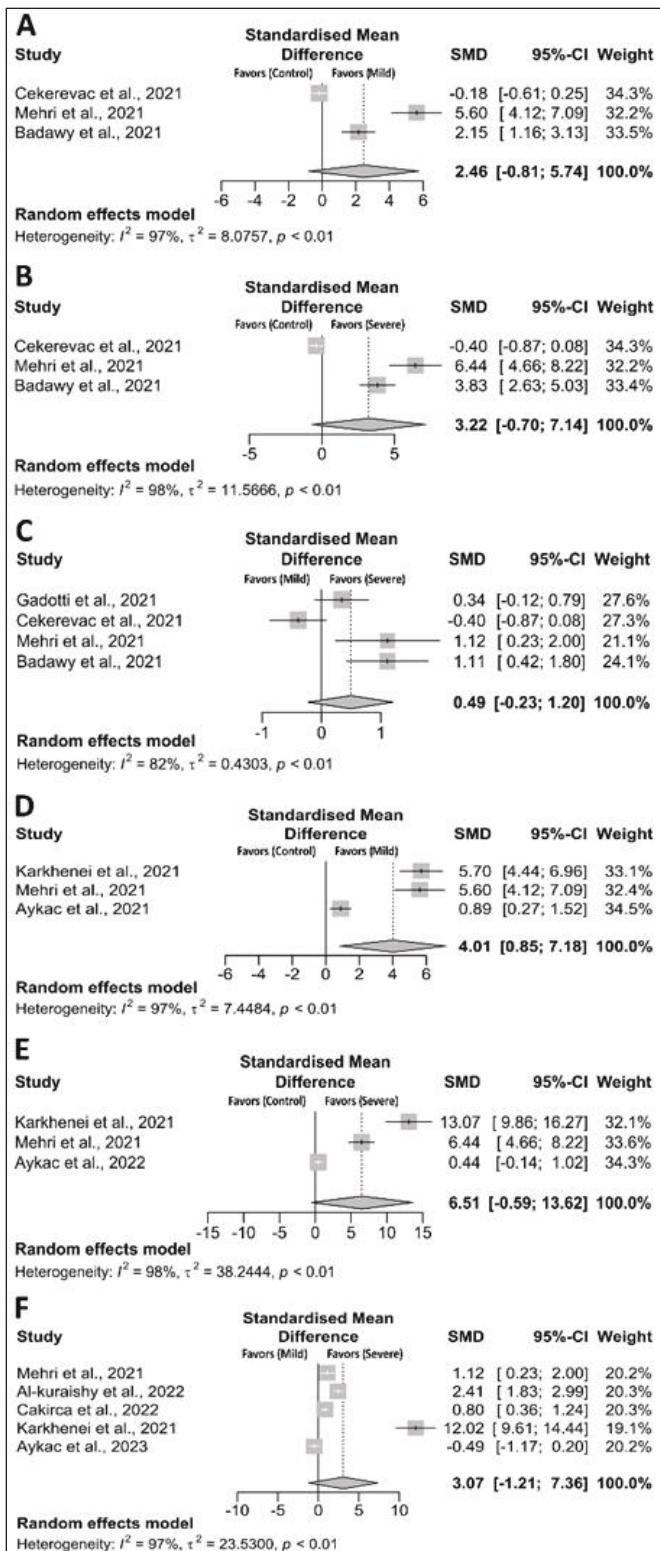 A
Standardised Mean
Study Difference SMD 95%-CI Weight
Favors (Control) Favors (Mild)
Cekerevac et al., 2021 -0.18 [-0.61; 0.25] 34.3%
Mehri et al., 2021 5.60 [ 4.12; 7.09] 32.2%
Badawy et al., 2021 2.15 [ 1.16; 3.13] 33.5%
2.46 [-0.81; 5.74] 100.0%
-6 -4 -2 0 2 4 6
Random effects model
Heterogeneity: I² = 97%, τ² = 8.0757, p < 0.01
B
Standardised Mean
Study Difference SMD 95%-CI Weight
Favors (Control) Favors (Severe)
Cekerevac et al., 2021 -0.40 [-0.87; 0.08] 34.3%
Mehri et al., 2021 6.44 [ 4.66; 8.22] 32.2%
Badawy et al., 2021 3.83 [ 2.63; 5.03] 33.4%
3.22 [-0.70; 7.14] 100.0%
-5 0 5
Random effects model
Heterogeneity: I² = 98%, τ² = 11.5666, p < 0.01
C
Standardised Mean
Study Difference SMD 95%-CI Weight
Favors (Mild) Favors (Severe)
Gadotti et al., 2021 0.34 [-0.12; 0.79] 27.6%
Cekerevac et al., 2021 -0.40 [-0.87; 0.08] 27.3%
Mehri et al., 2021 1.12 [ 0.23; 2.00] 21.1%
Badawy et al., 2021 1.11 [ 0.42; 1.80] 24.1%
0.49 [-0.23; 1.20] 100.0%
-1 0 1
Random effects model
Heterogeneity: I² = 82%, τ² = 0.4303, p < 0.01
D
Standardised Mean
Study Difference SMD 95%-CI Weight
Favors (Control) Favors (Mild)
Karkhenei et al., 2021 5.70 [4.44; 6.96] 33.1%
Mehri et al., 2021 5.60 [4.12; 7.09] 32.4%
Aykac et al., 2021 0.89 [0.27; 1.52] 34.5%
4.01 [0.85; 7.18] 100.0%
-6 -4 -2 0 2 4 6
Random effects model
Heterogeneity: I² = 97%, τ² = 7.4484, p < 0.01
E
Standardised Mean
Study Difference SMD 95%-CI Weight
Favors (Control) Favors (Severe)
Karkhenei et al., 2021 13.07 [ 9.86; 16.27] 32.1%
Mehri et al., 2021 6.44 [ 4.66; 8.22] 33.6%
Aykac et al., 2022 0.44 [-0.14; 1.02] 34.3%
6.51 [-0.59; 13.62] 100.0%
-15 -10 -5 0 5 10 15
Random effects model
Heterogeneity: I² = 98%, τ² = 38.2444, p < 0.01
F
Standardised Mean
Study Difference SMD 95%-CI Weight
Favors (Mild) Favors (Severe)
Mehri et al., 2021 1.12 [ 0.23; 2.00] 20.2%
Al-kuraishy et al., 2022 2.41 [ 1.83; 2.99] 20.3%
Cakirca et al., 2022 0.80 [ 0.36; 1.24] 20.3%
Karkhenei et al., 2021 12.02 [ 9.61; 14.44] 19.1%
Aykac et al., 2023 -0.49 [-1.17; 0.20] 20.2%
3.07 [-1.21; 7.36] 100.0%
-10 -5 0 5 10
Random effects model
Heterogeneity: I² = 97%, τ² = 23.5300, p < 0.01